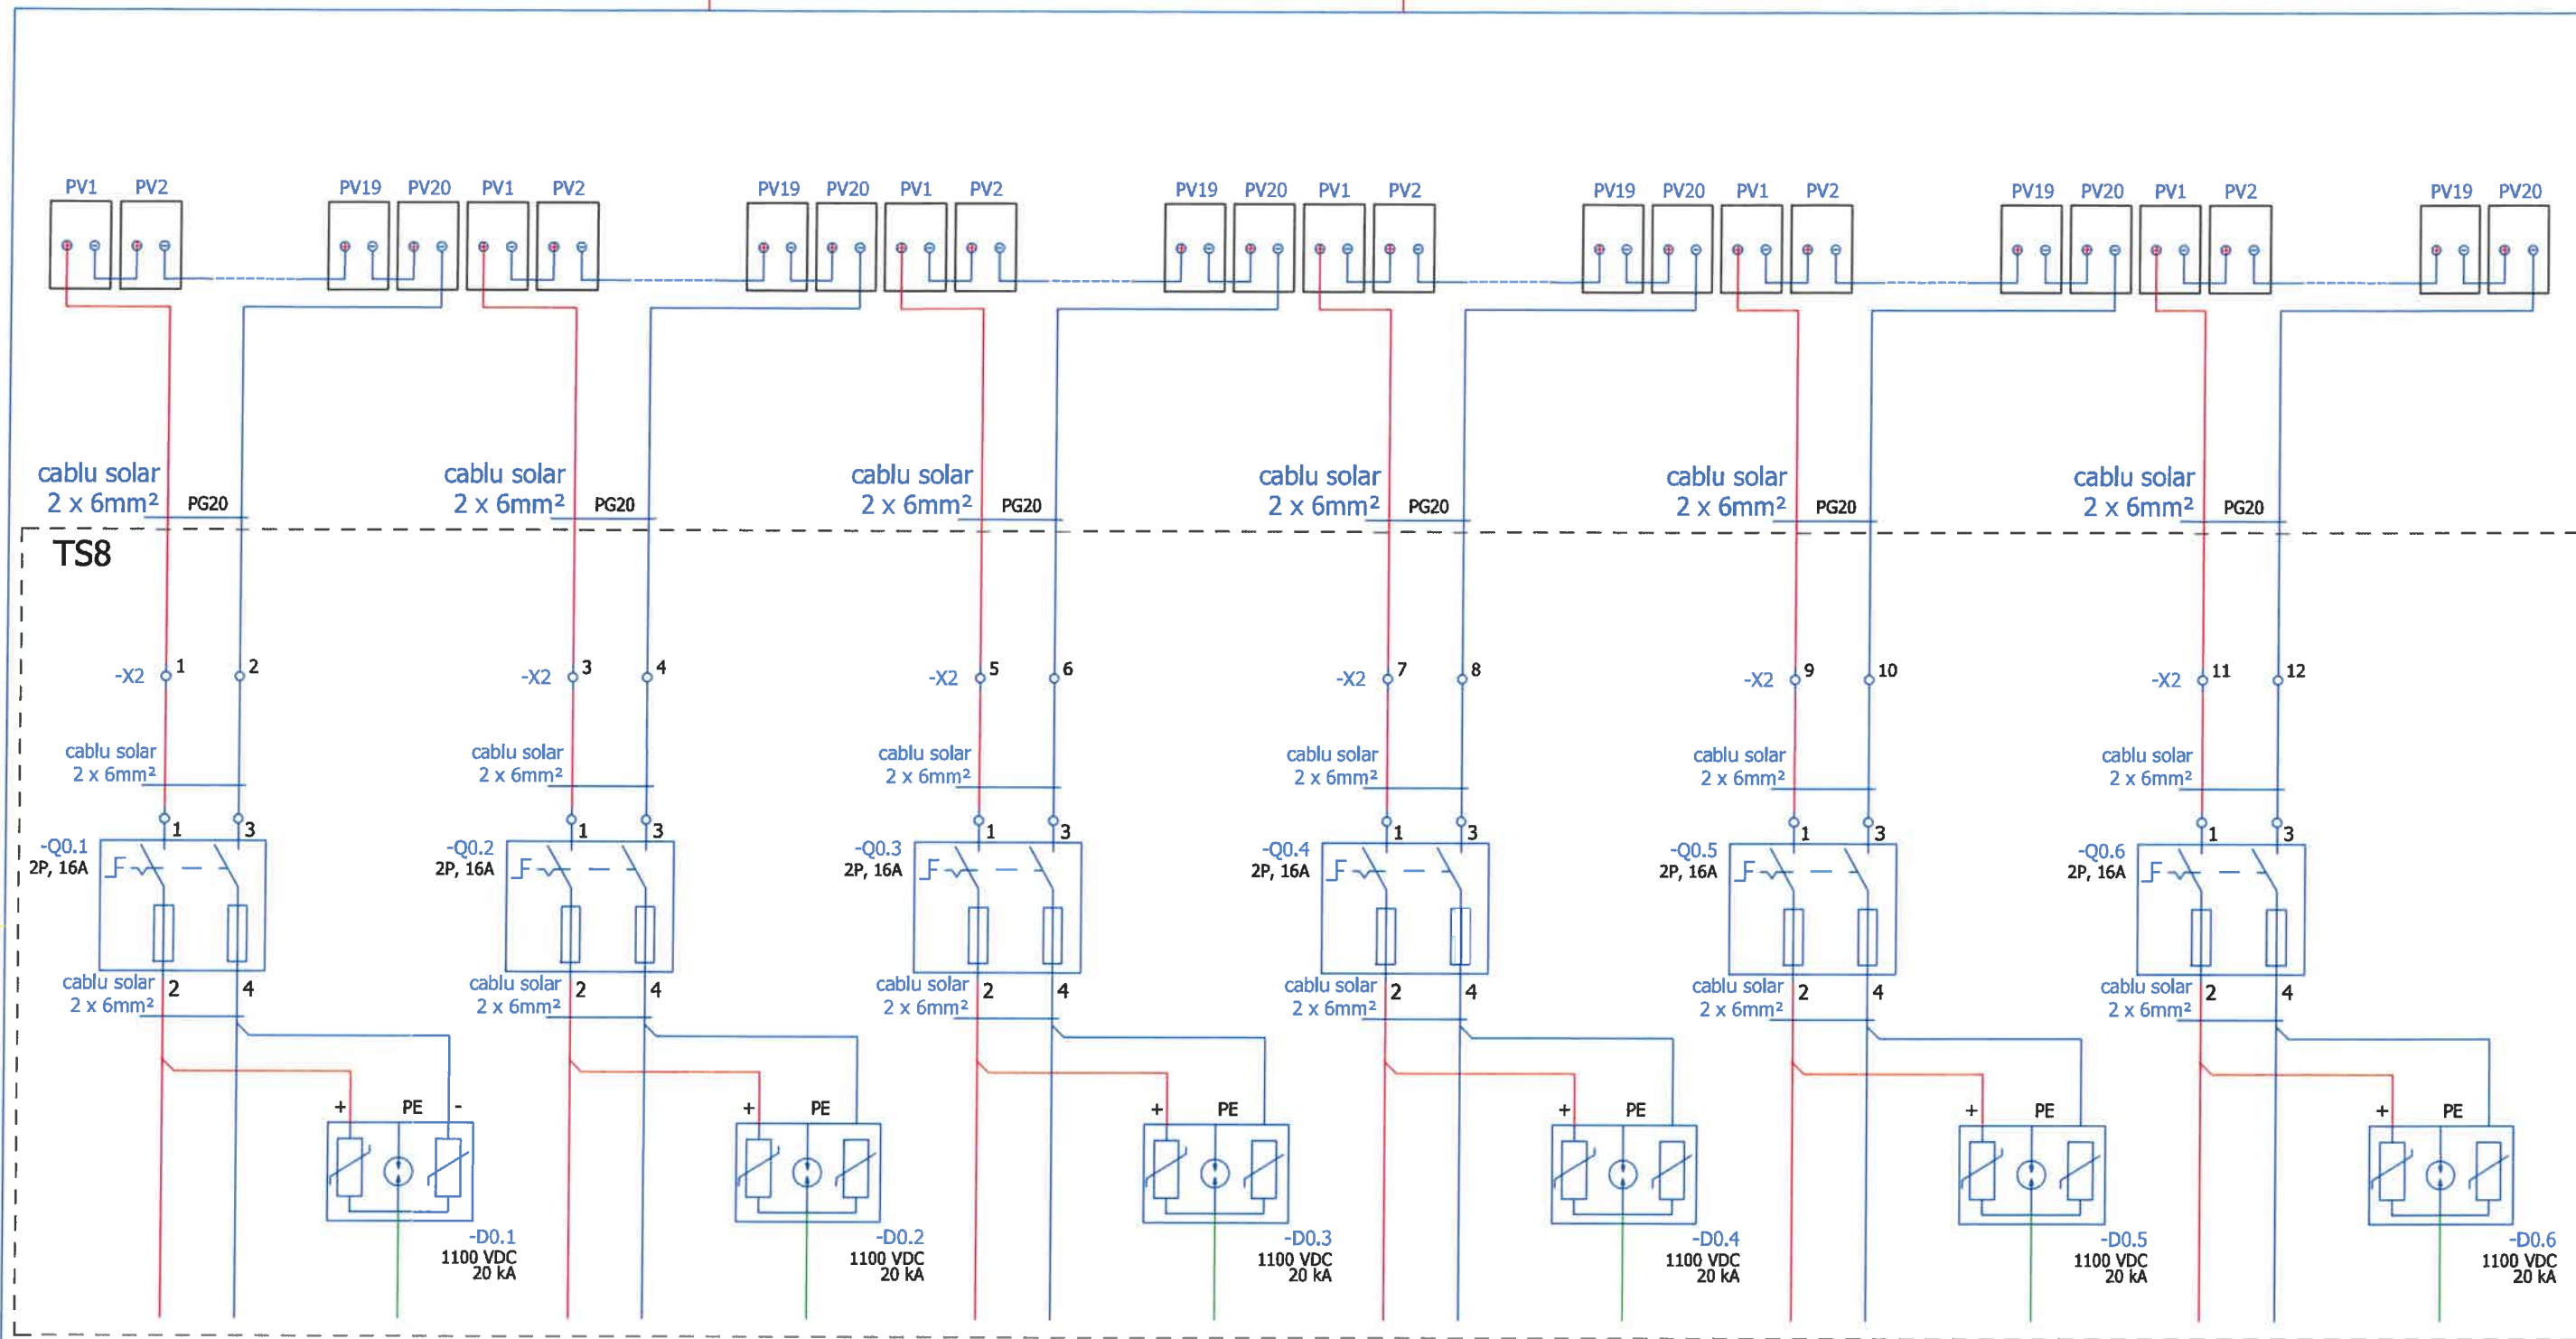 PV1 PV2 PV19 PV20 PV1 PV2 PV19 PV20 PV1 PV2 PV19 PV20 PV1 PV2 PV19 PV20 PV1 PV2 PV19 PV20 PV1 PV2 PV19 PV20
cablu solar cablu solar cablu solar cablu solar cablu solar cablu solar
2 x 6mm² PG20 2 x 6mm² PG20 2 x 6mm² PG20 2 x 6mm² PG20 2 x 6mm² PG20 2 x 6mm² PG20
TS8
-X2 1 2 -X2 3 4 -X2 5 6 -X2 7 8 -X2 9 10 -X2 11 12
cablu solar cablu solar cablu solar cablu solar cablu solar cablu solar
2 x 6mm² 2 x 6mm² 2 x 6mm² 2 x 6mm² 2 x 6mm² 2 x 6mm²
1 3 1 3 1 3 1 3 1 3 1 3
-Q0.1 -Q0.2 -Q0.3 -Q0.4 -Q0.5 -Q0.6
2P, 16A 2P, 16A 2P, 16A 2P, 16A 2P, 16A 2P, 16A
cablu solar 2 4 cablu solar 2 4 cablu solar 2 4 cablu solar 2 4 cablu solar 2 4 cablu solar 2 4
2 x 6mm² 2 x 6mm² 2 x 6mm² 2 x 6mm² 2 x 6mm² 2 x 6mm²
+ PE - + PE + PE + PE + PE + PE
-D0.1 -D0.2 -D0.3 -D0.4 -D0.5 -D0.6
1100 VDC 1100 VDC 1100 VDC 1100 VDC 1100 VDC 1100 VDC
20 kA 20 kA 20 kA 20 kA 20 kA 20 kA